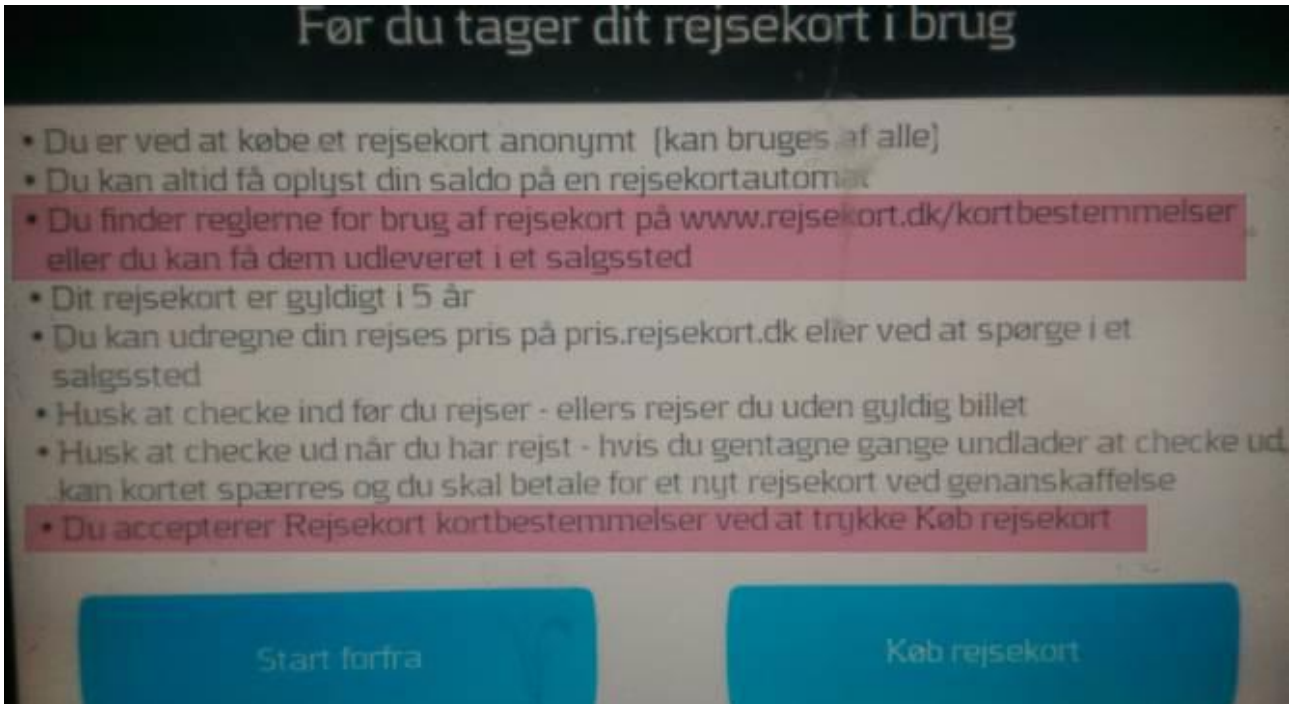 Før du tager dit rejsekort i brug
• Du er ved at købe et rejsekort anonymt (kan bruges af alle)
• Du kan altid få oplyst din saldo på en rejsekortautomat
• Du finder reglerne for brug af rejsekort på www.rejsekort.dk/kortbestemmelser
eller du kan få dem udleveret i et salgssted
• Dit rejsekort er gyldigt i 5 år
• Du kan udregne din rejses pris på pris.rejsekort.dk eller ved at spørge i et
salgssted
• Husk at checke ind før du rejser - ellers rejser du uden gyldig billet
• Husk at checke ud når du har rejst - hvis du gentagne gange undlader at checke ud,
kan kortet spærres og du skal betale for et nyt rejsekort ved genanskaffelse
• Du accepterer Rejsekort kortbestemmelser ved at trykke Køb rejsekort
Start forfra
Køb rejsekort